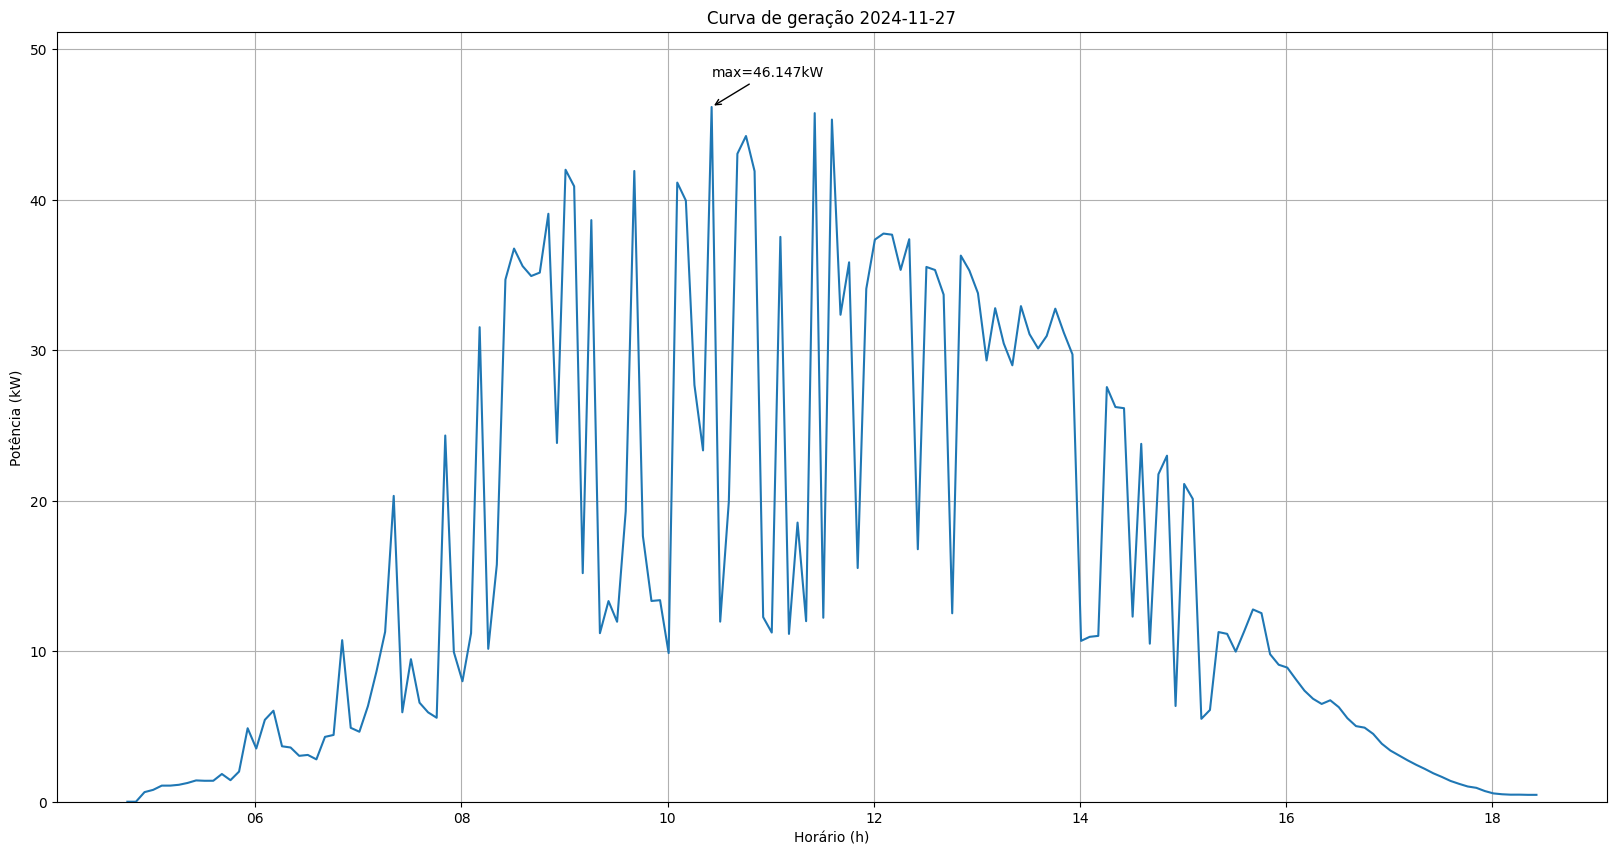 Curva de geração 2024-11-27
50
max=46.147kW
40
30
Potência (kW)
20
10
0
06 08 10 12 14 16 18
Horário (h)